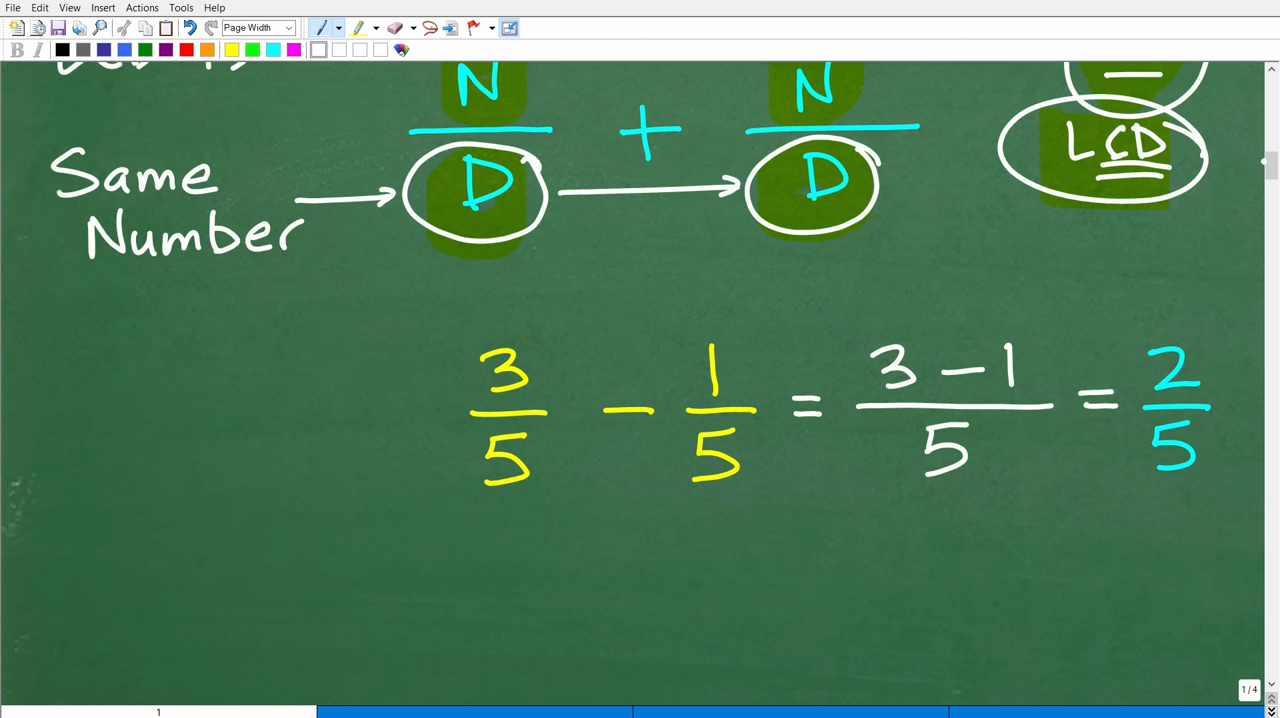 File Edit View Insert Actions Tools Help
Page Width
B I
N + N
LCD
Same
Number
D D
3/5 - 1/5 = 3 - 1/5 = 2/5
1 / 4
1